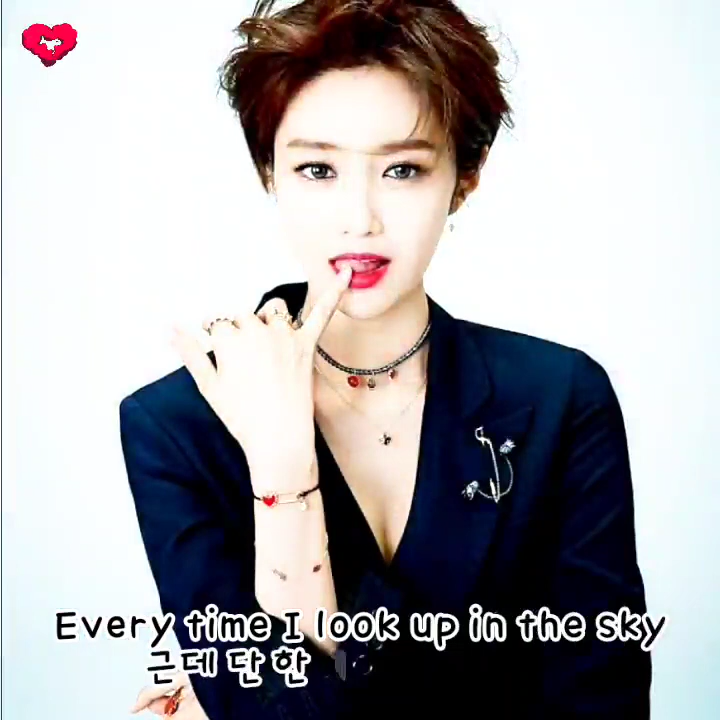 Every time I look up in the sky
근데 단 한